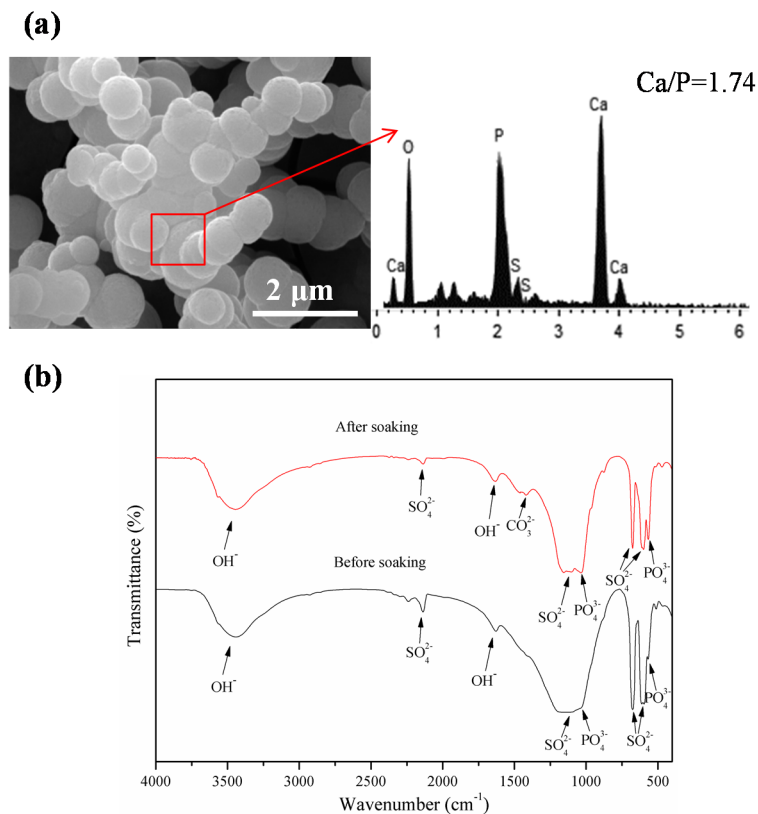 (a)
Ca/P=1.74
Ca
O
P
Ca
S
S
Ca
2 μm
0 1 2 3 4 5 6
(b)
After soaking
OH⁻
SO₄²⁻
OH⁻
CO₃²⁻
SO₄²⁻
PO₄³⁻
SO₄²⁻
PO₄³⁻
Before soaking
OH⁻
SO₄²⁻
OH⁻
SO₄²⁻
PO₄³⁻
SO₄²⁻
PO₄³⁻
Transmittance (%)
4000 3500 3000 2500 2000 1500 1000 500
Wavenumber (cm⁻¹)